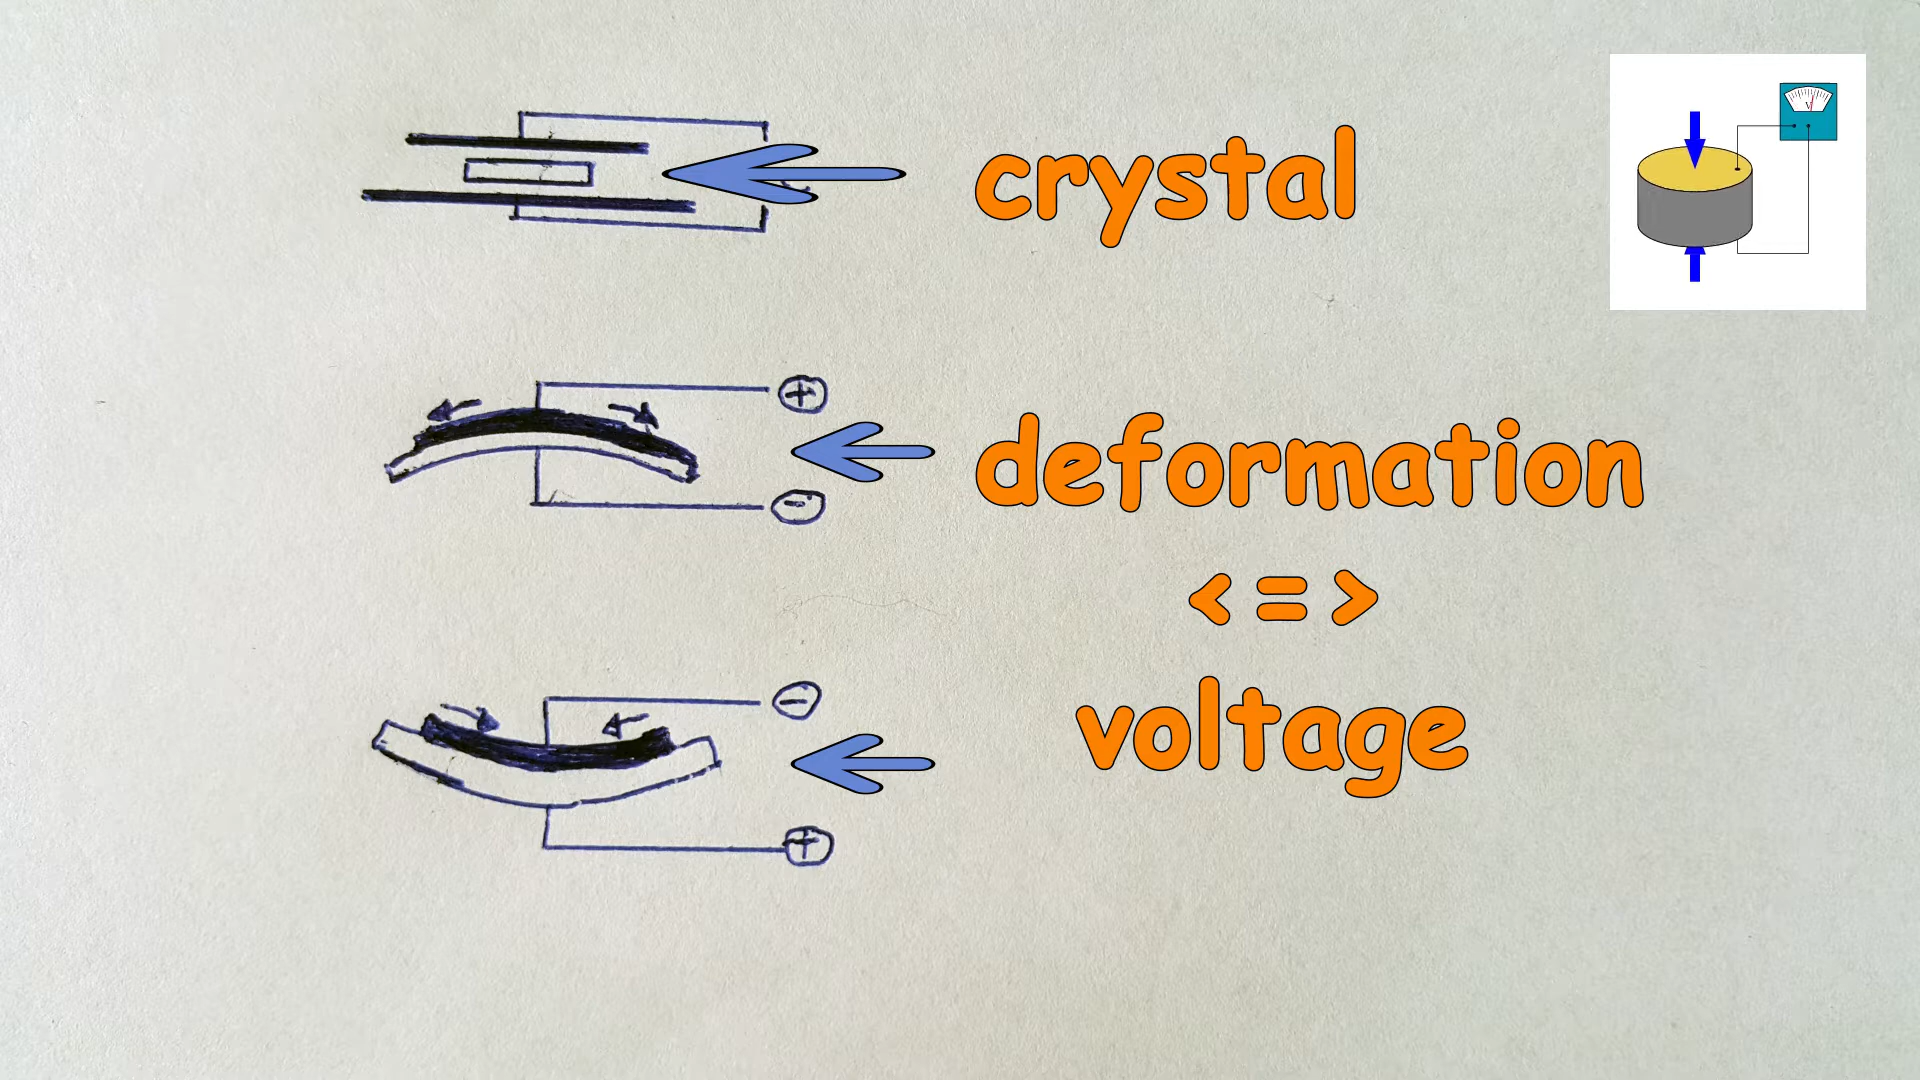 crystal
+
deformation
-
< = >
-
voltage
+
V